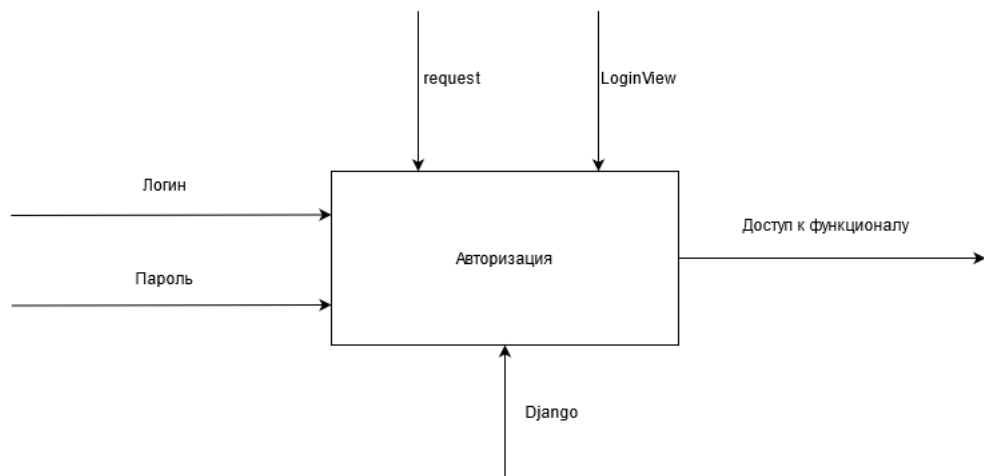 request
LoginView
Логин
Доступ к функционалу
Авторизация
Пароль
Django